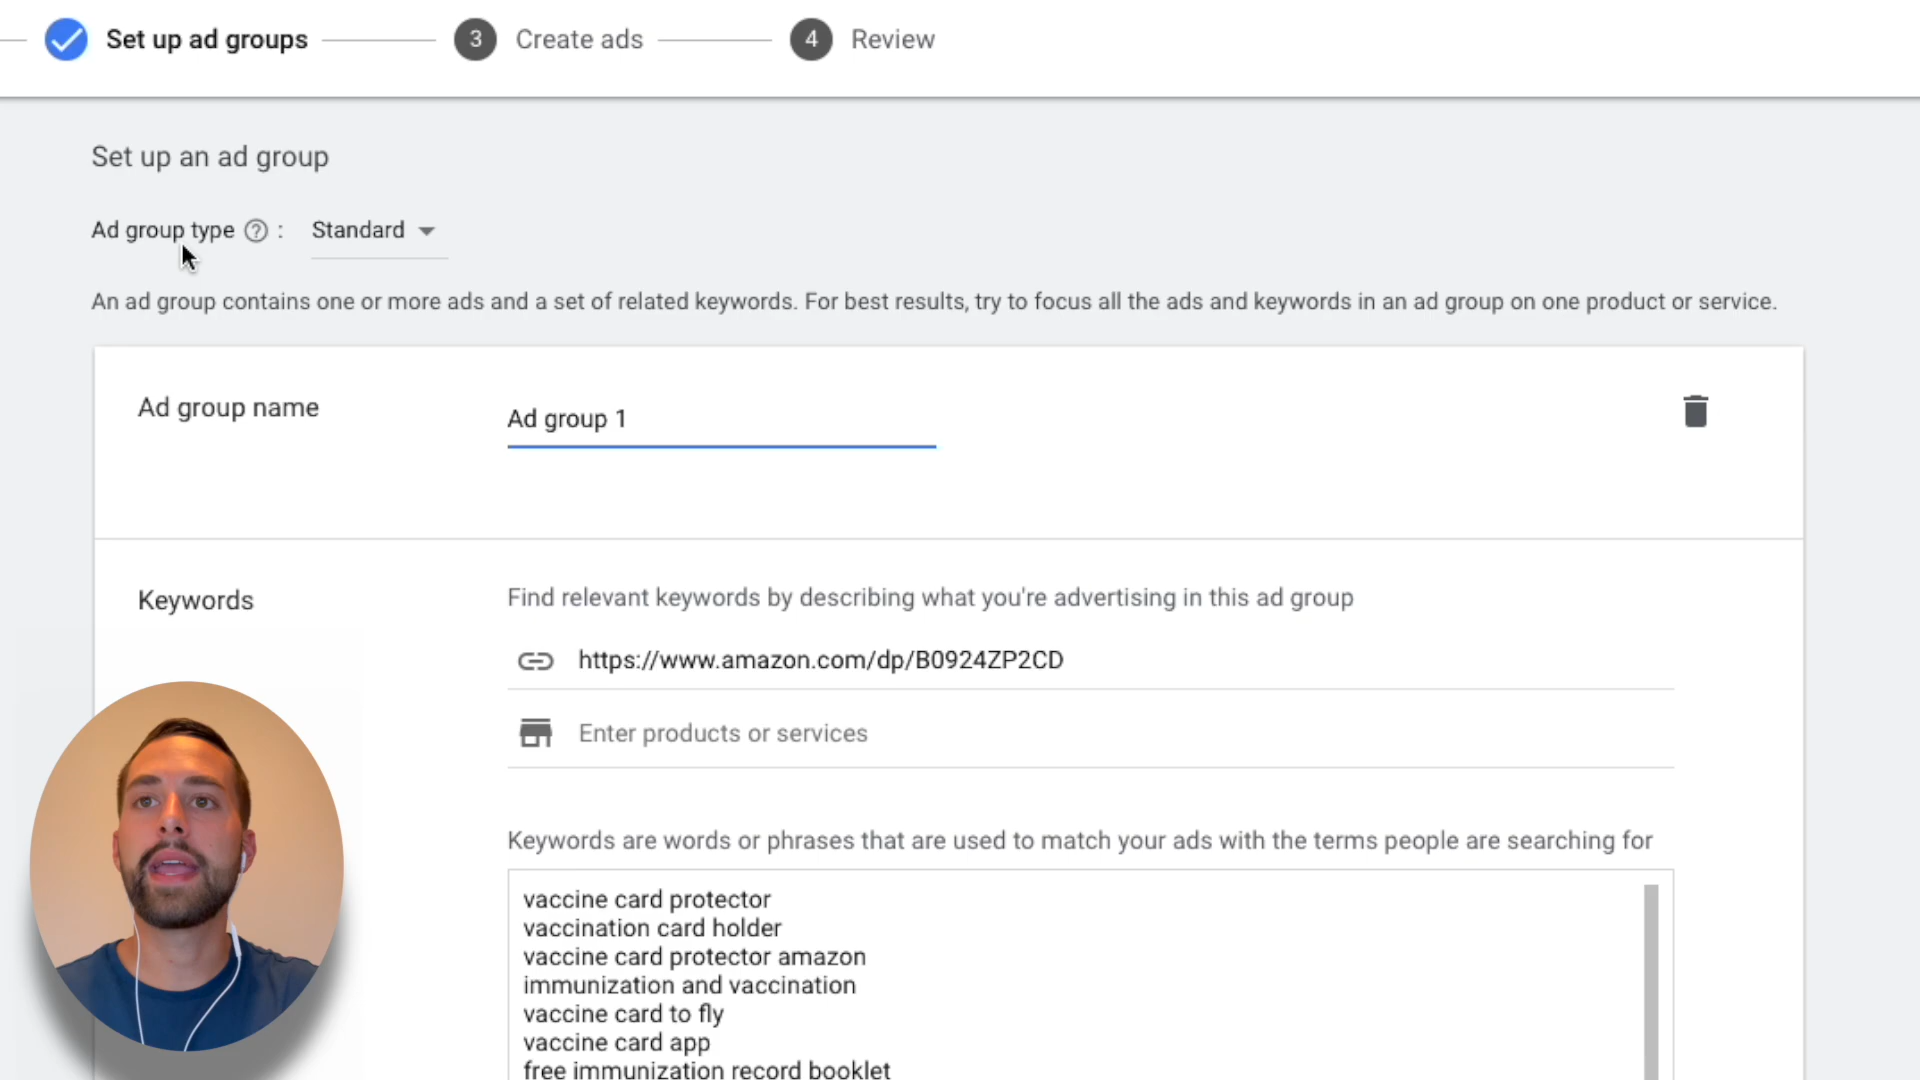 Set up ad groups
3 Create ads
4 Review
Set up an ad group
Ad group type ? : Standard
An ad group contains one or more ads and a set of related keywords. For best results, try to focus all the ads and keywords in an ad group on one product or service.
Ad group name
Ad group 1
Keywords
Find relevant keywords by describing what you're advertising in this ad group
https://www.amazon.com/dp/B0924ZP2CD
Enter products or services
Keywords are words or phrases that are used to match your ads with the terms people are searching for
vaccine card protector
vaccination card holder
vaccine card protector amazon
immunization and vaccination
vaccine card to fly
vaccine card app
free immunization record booklet